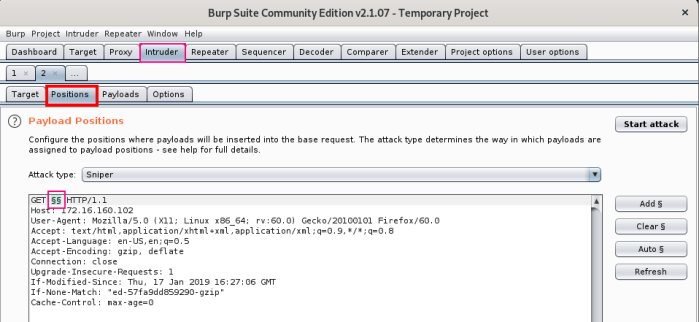 Burp Suite Community Edition v2.1.07 - Temporary Project
Burp Project Intruder Repeater Window Help
Dashboard Target Proxy Intruder Repeater Sequencer Decoder Comparer Extender Project options User options
1 × 2 × ...
Target Positions Payloads Options
? Payload Positions
Start attack
Configure the positions where payloads will be inserted into the base request. The attack type determines the way in which payloads are
assigned to payload positions - see help for full details.
Attack type: Sniper
GET §§ HTTP/1.1
Host: 172.16.160.102
User-Agent: Mozilla/5.0 (X11; Linux x86_64; rv:60.0) Gecko/20100101 Firefox/60.0
Accept: text/html,application/xhtml+xml,application/xml;q=0.9,*/*;q=0.8
Accept-Language: en-US,en;q=0.5
Accept-Encoding: gzip, deflate
Connection: close
Upgrade-Insecure-Requests: 1
If-Modified-Since: Thu, 17 Jan 2019 16:27:06 GMT
If-None-Match: "ed-57fa9dd859290-gzip"
Cache-Control: max-age=0
Add §
Clear §
Auto §
Refresh